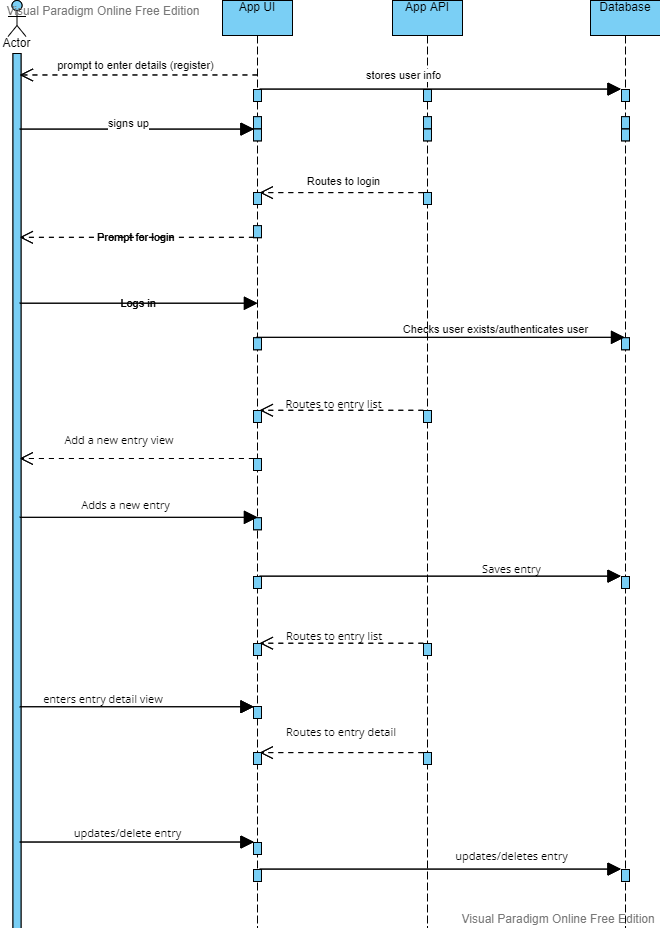 Visual Paradigm Online Free Edition
App UI
App API
Database
Actor
prompt to enter details (register)
stores user info
signs up
Routes to login
Prompt for login
Logs in
Checks user exists/authenticates user
Routes to entry list
Add a new entry view
Adds a new entry
Saves entry
Routes to entry list
enters entry detail view
Routes to entry detail
updates/delete entry
updates/deletes entry
Visual Paradigm Online Free Edition